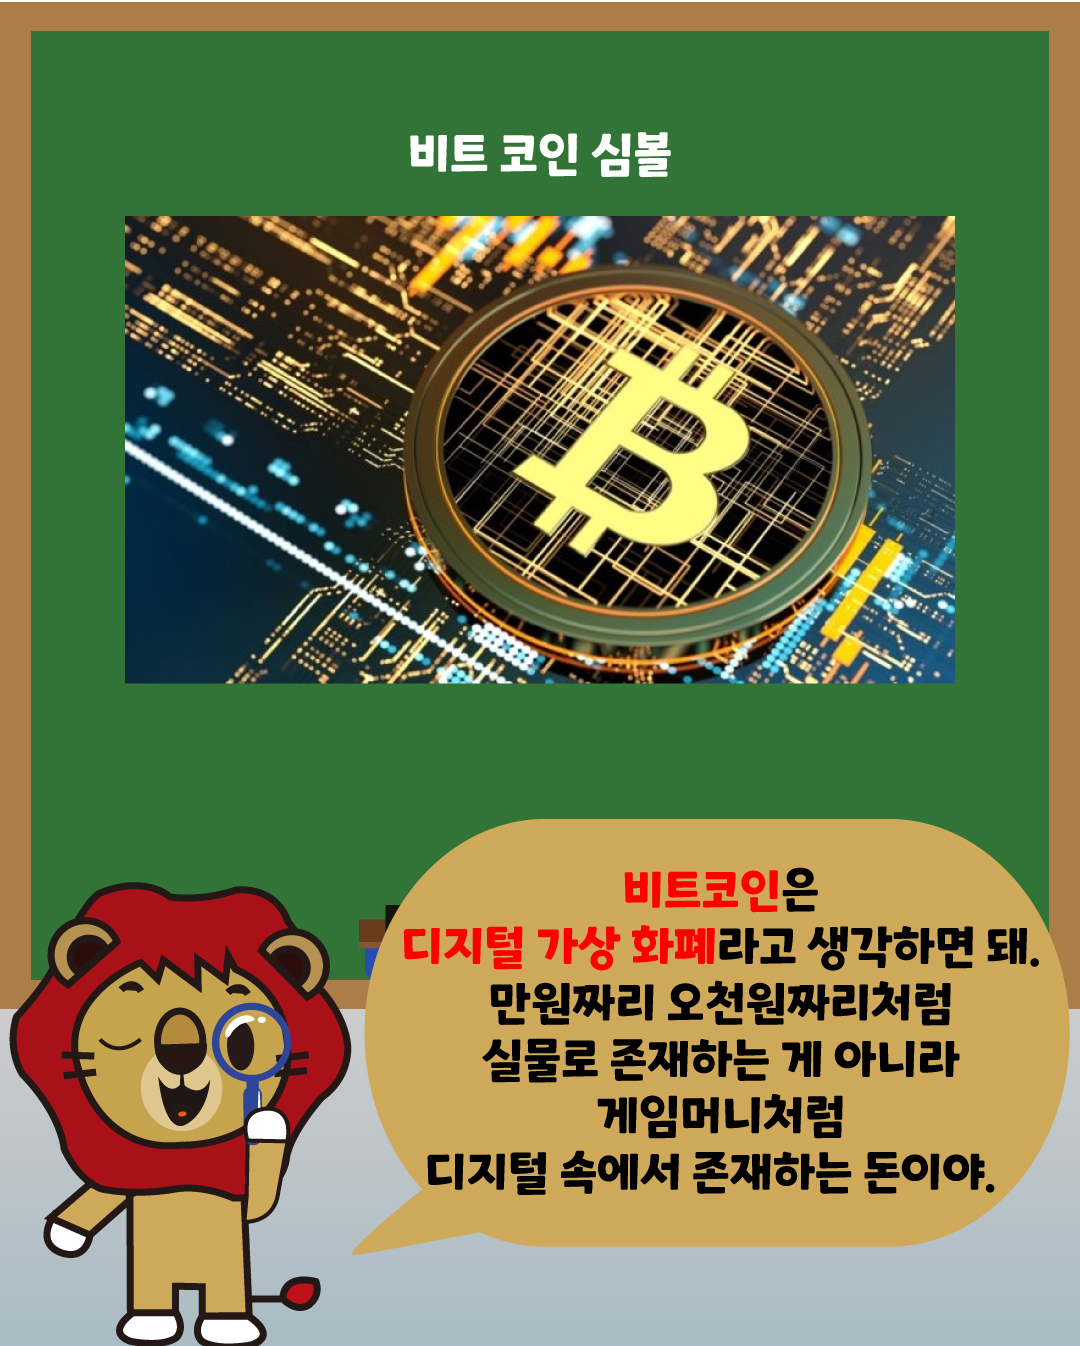 비트 코인 심볼
비트코인은
디지털 가상 화폐라고 생각하면 돼.
만원짜리 오천원짜리처럼
실물로 존재하는 게 아니라
게임머니처럼
디지털 속에서 존재하는 돈이야.